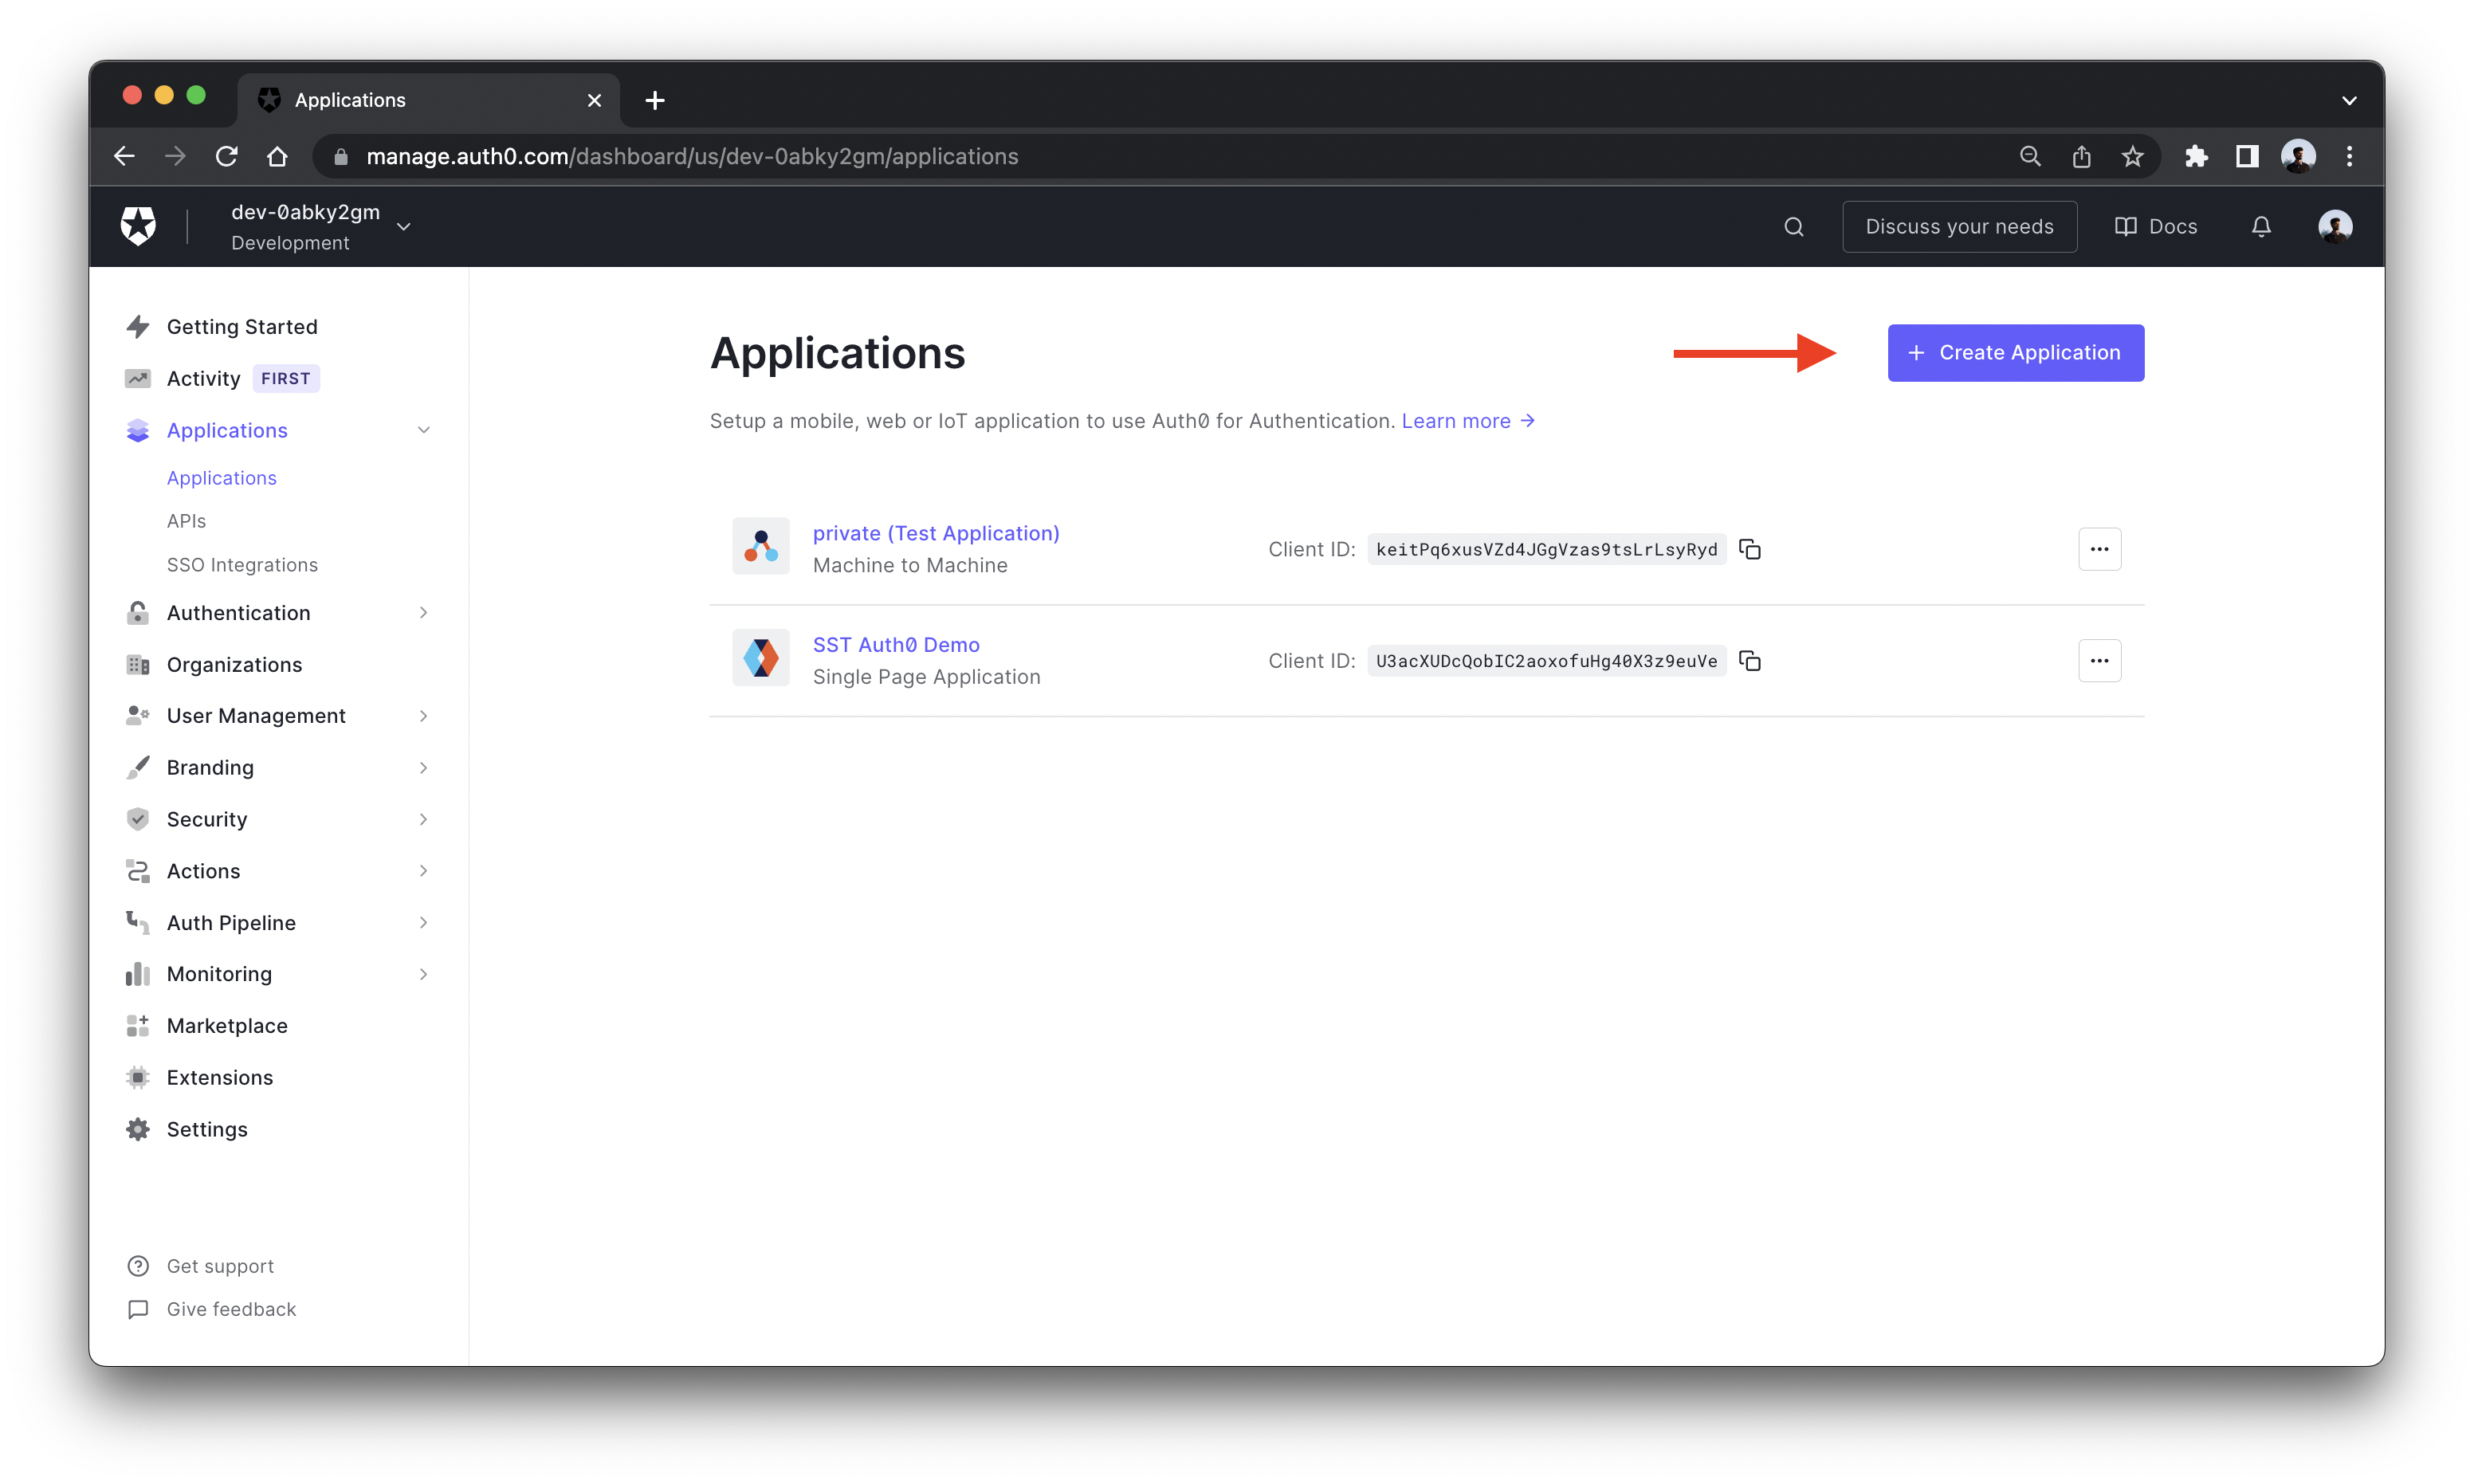 Applications
manage.auth0.com/dashboard/us/dev-0abky2gm/applications
dev-0abky2gm
Development
Discuss your needs
Docs
Getting Started
Activity FIRST
Applications
Applications
APIs
SSO Integrations
Authentication
Organizations
User Management
Branding
Security
Actions
Auth Pipeline
Monitoring
Marketplace
Extensions
Settings
Get support
Give feedback
Applications
+ Create Application
Setup a mobile, web or IoT application to use Auth0 for Authentication. Learn more →
private (Test Application)
Machine to Machine
Client ID: keitPq6xusVZd4JGgVzas9tsLrLsyRyd
SST Auth0 Demo
Single Page Application
Client ID: U3acXUDcQobIC2aoxofuHg40X3z9euVe